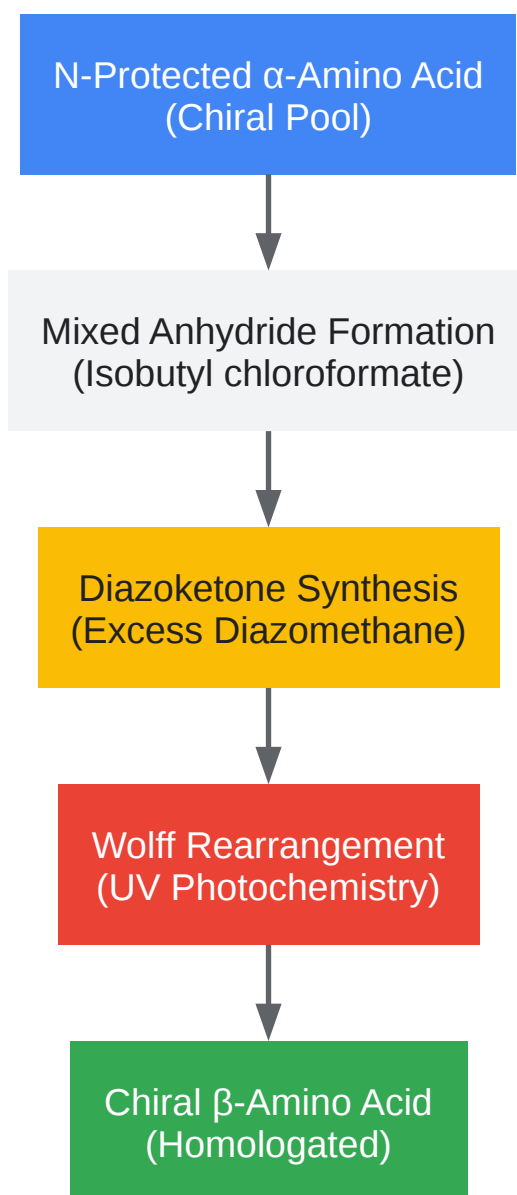 N-Protected α-Amino Acid
(Chiral Pool)
Mixed Anhydride Formation
(Isobutyl chloroformate)
Diazoketone Synthesis
(Excess Diazomethane)
Wolff Rearrangement
(UV Photochemistry)
Chiral β-Amino Acid
(Homologated)